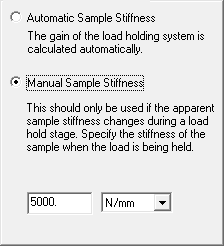 Automatic Sample Stiffness
The gain of the load holding system is
calculated automatically.
Manual Sample Stiffness
This should only be used if the apparent
sample stiffness changes during a load
hold stage. Specify the stiffness of the
sample when the load is being held.
5000. N/mm